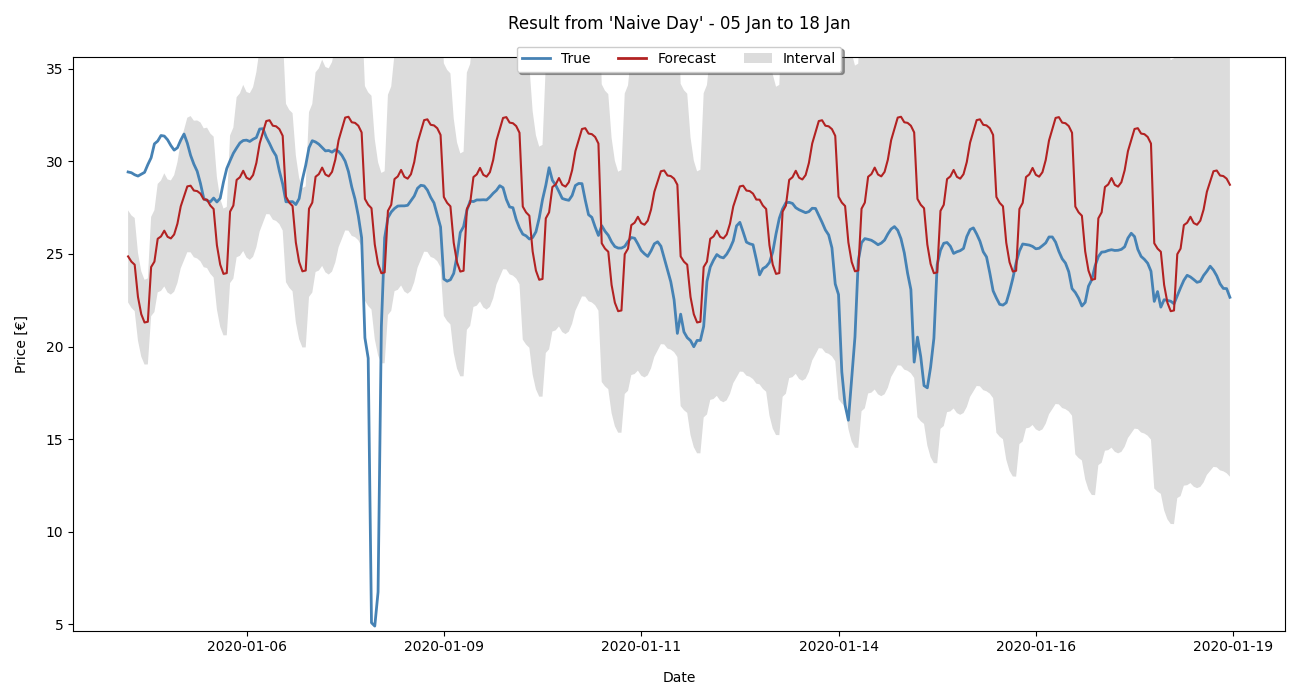 Result from 'Naive Day' - 05 Jan to 18 Jan
True Forecast Interval
35
30
25
20
15
10
5
Price [€]
2020-01-06 2020-01-09 2020-01-11 2020-01-14 2020-01-16 2020-01-19
Date